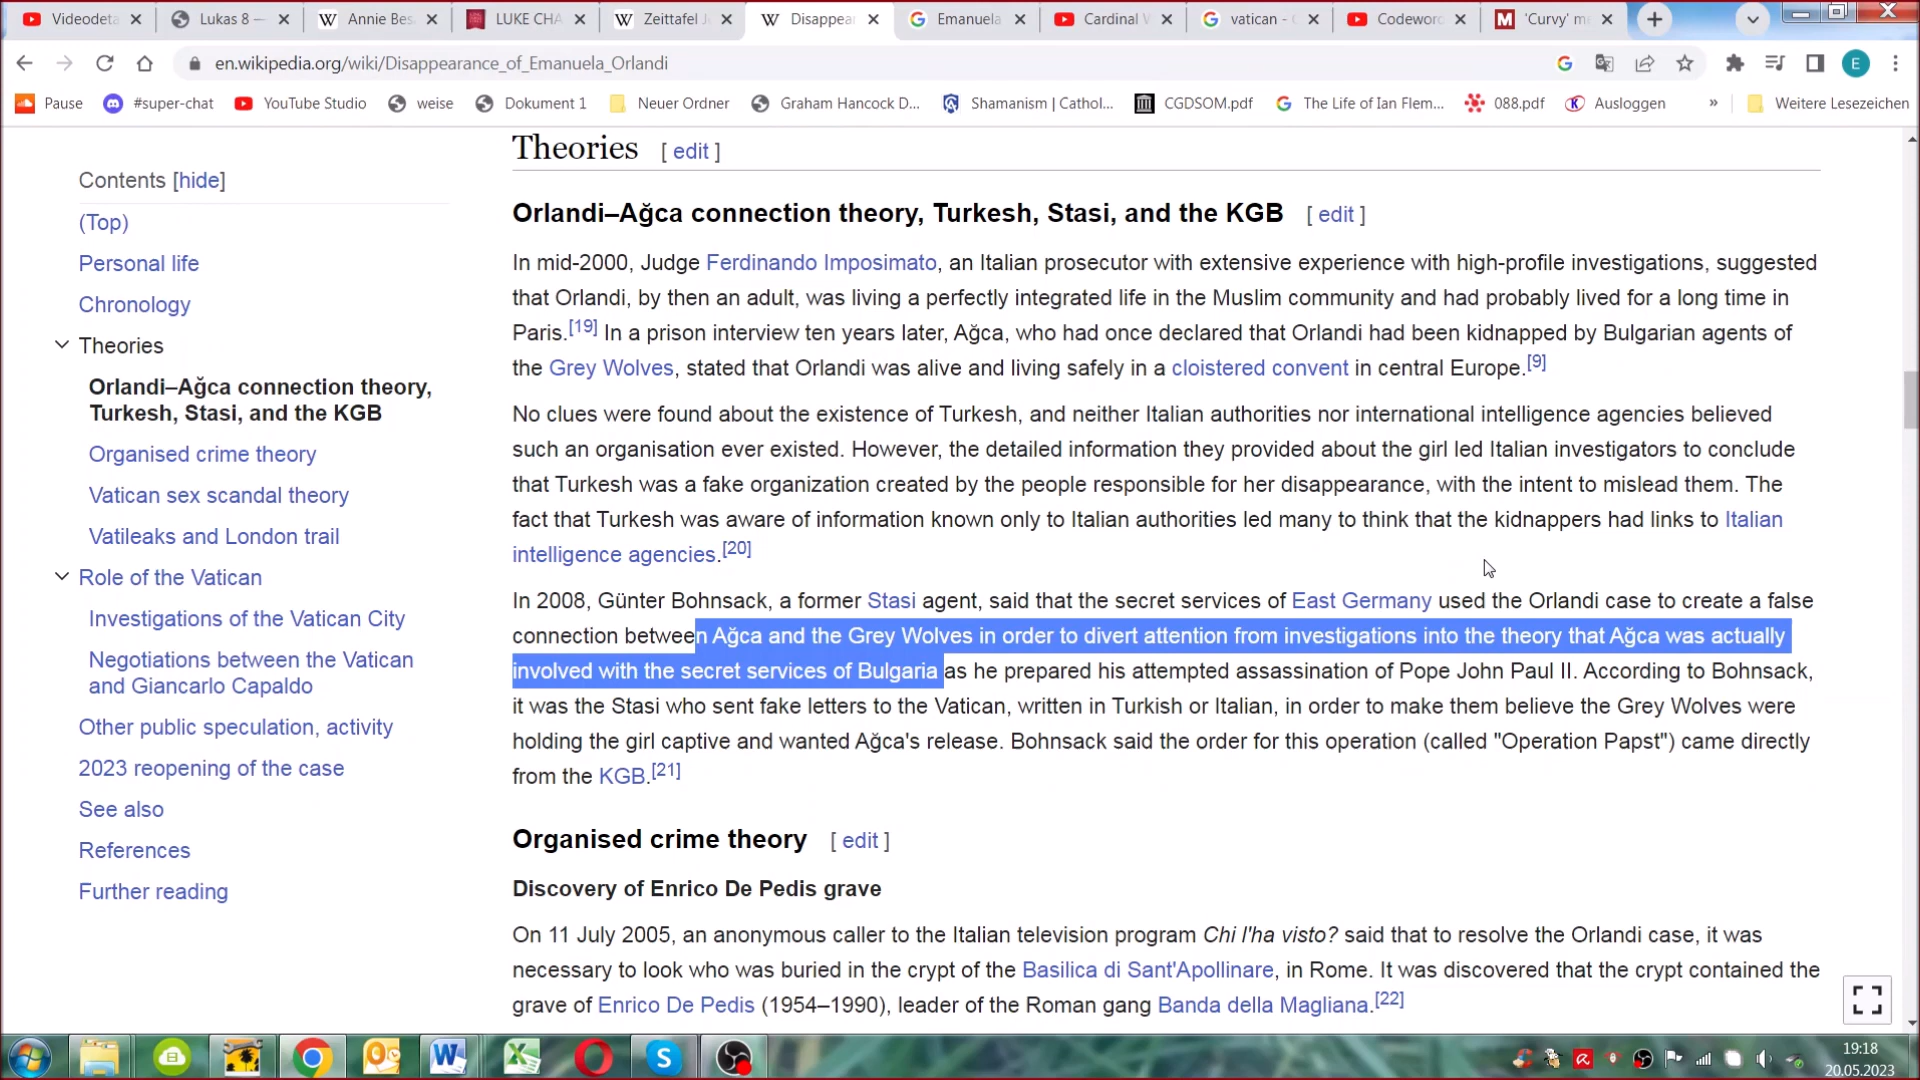 Videodeta
Lukas 8 —
Annie Bes
LUKE CHA
Zeittafel J
Disappear
Emanuela
Cardinal V
vatican - G
Codeword
'Curvy' m
en.wikipedia.org/wiki/Disappearance_of_Emanuela_Orlandi
E
Pause
#super-chat
YouTube Studio
weise
Dokument 1
Neuer Ordner
Graham Hancock D...
Shamanism | Cathol...
CGDSOM.pdf
The Life of Ian Flem...
088.pdf
Ausloggen
»
Weitere Lesezeichen
Contents [hide]
(Top)
Personal life
Chronology
Theories
Orlandi–Ağca connection theory,
Turkesh, Stasi, and the KGB
Organised crime theory
Vatican sex scandal theory
Vatileaks and London trail
Role of the Vatican
Investigations of the Vatican City
Negotiations between the Vatican
and Giancarlo Capaldo
Other public speculation, activity
2023 reopening of the case
See also
References
Further reading
Theories [ edit ]
Orlandi–Ağca connection theory, Turkesh, Stasi, and the KGB [ edit ]
In mid-2000, Judge Ferdinando Imposimato, an Italian prosecutor with extensive experience with high-profile investigations, suggested
that Orlandi, by then an adult, was living a perfectly integrated life in the Muslim community and had probably lived for a long time in
Paris.[19] In a prison interview ten years later, Ağca, who had once declared that Orlandi had been kidnapped by Bulgarian agents of
the Grey Wolves, stated that Orlandi was alive and living safely in a cloistered convent in central Europe.[9]
No clues were found about the existence of Turkesh, and neither Italian authorities nor international intelligence agencies believed
such an organisation ever existed. However, the detailed information they provided about the girl led Italian investigators to conclude
that Turkesh was a fake organization created by the people responsible for her disappearance, with the intent to mislead them. The
fact that Turkesh was aware of information known only to Italian authorities led many to think that the kidnappers had links to Italian
intelligence agencies.[20]
In 2008, Günter Bohnsack, a former Stasi agent, said that the secret services of East Germany used the Orlandi case to create a false
connection between Ağca and the Grey Wolves in order to divert attention from investigations into the theory that Ağca was actually
involved with the secret services of Bulgaria as he prepared his attempted assassination of Pope John Paul II. According to Bohnsack,
it was the Stasi who sent fake letters to the Vatican, written in Turkish or Italian, in order to make them believe the Grey Wolves were
holding the girl captive and wanted Ağca's release. Bohnsack said the order for this operation (called "Operation Papst") came directly
from the KGB.[21]
Organised crime theory [ edit ]
Discovery of Enrico De Pedis grave
On 11 July 2005, an anonymous caller to the Italian television program Chi l'ha visto? said that to resolve the Orlandi case, it was
necessary to look who was buried in the crypt of the Basilica di Sant'Apollinare, in Rome. It was discovered that the crypt contained the
grave of Enrico De Pedis (1954–1990), leader of the Roman gang Banda della Magliana.[22]
19:18
20.05.2023